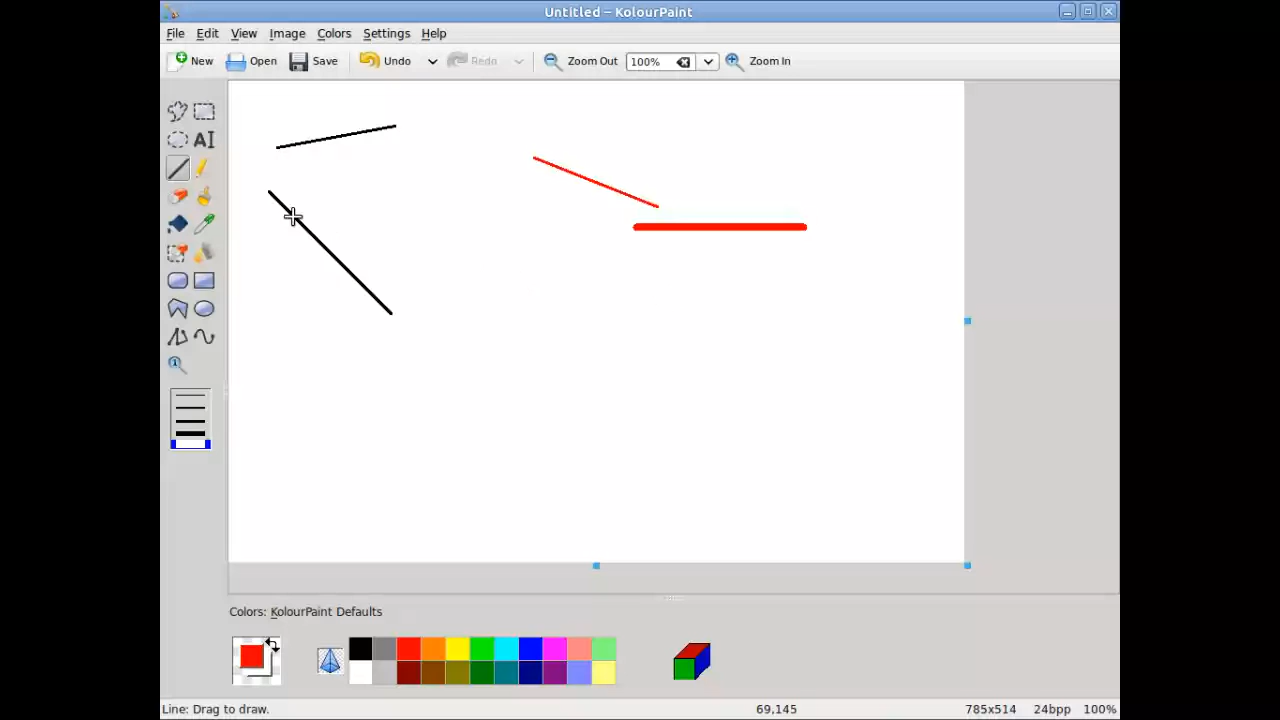 Untitled – KolourPaint
File Edit View Image Colors Settings Help
New Open Save Undo Redo Zoom Out 100% Zoom In
AI
Colors: KolourPaint Defaults
Line: Drag to draw. 69,145 785x514 24bpp 100%